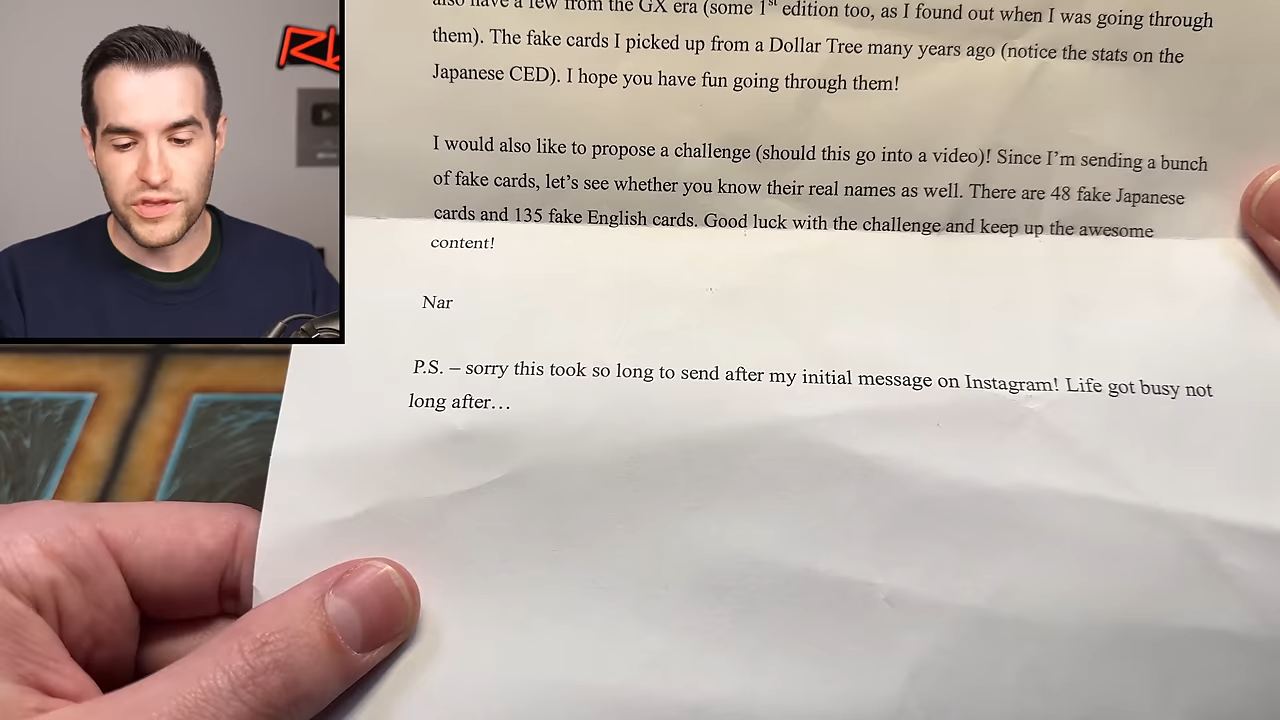 also have a few from the GX era (some 1st edition too, as I found out when I was going through
them). The fake cards I picked up from a Dollar Tree many years ago (notice the stats on the
Japanese CED). I hope you have fun going through them!
I would also like to propose a challenge (should this go into a video)! Since I'm sending a bunch
of fake cards, let's see whether you know their real names as well. There are 48 fake Japanese
cards and 135 fake English cards. Good luck with the challenge and keep up the awesome
content!
Nar
P.S. – sorry this took so long to send after my initial message on Instagram! Life got busy not
long after…